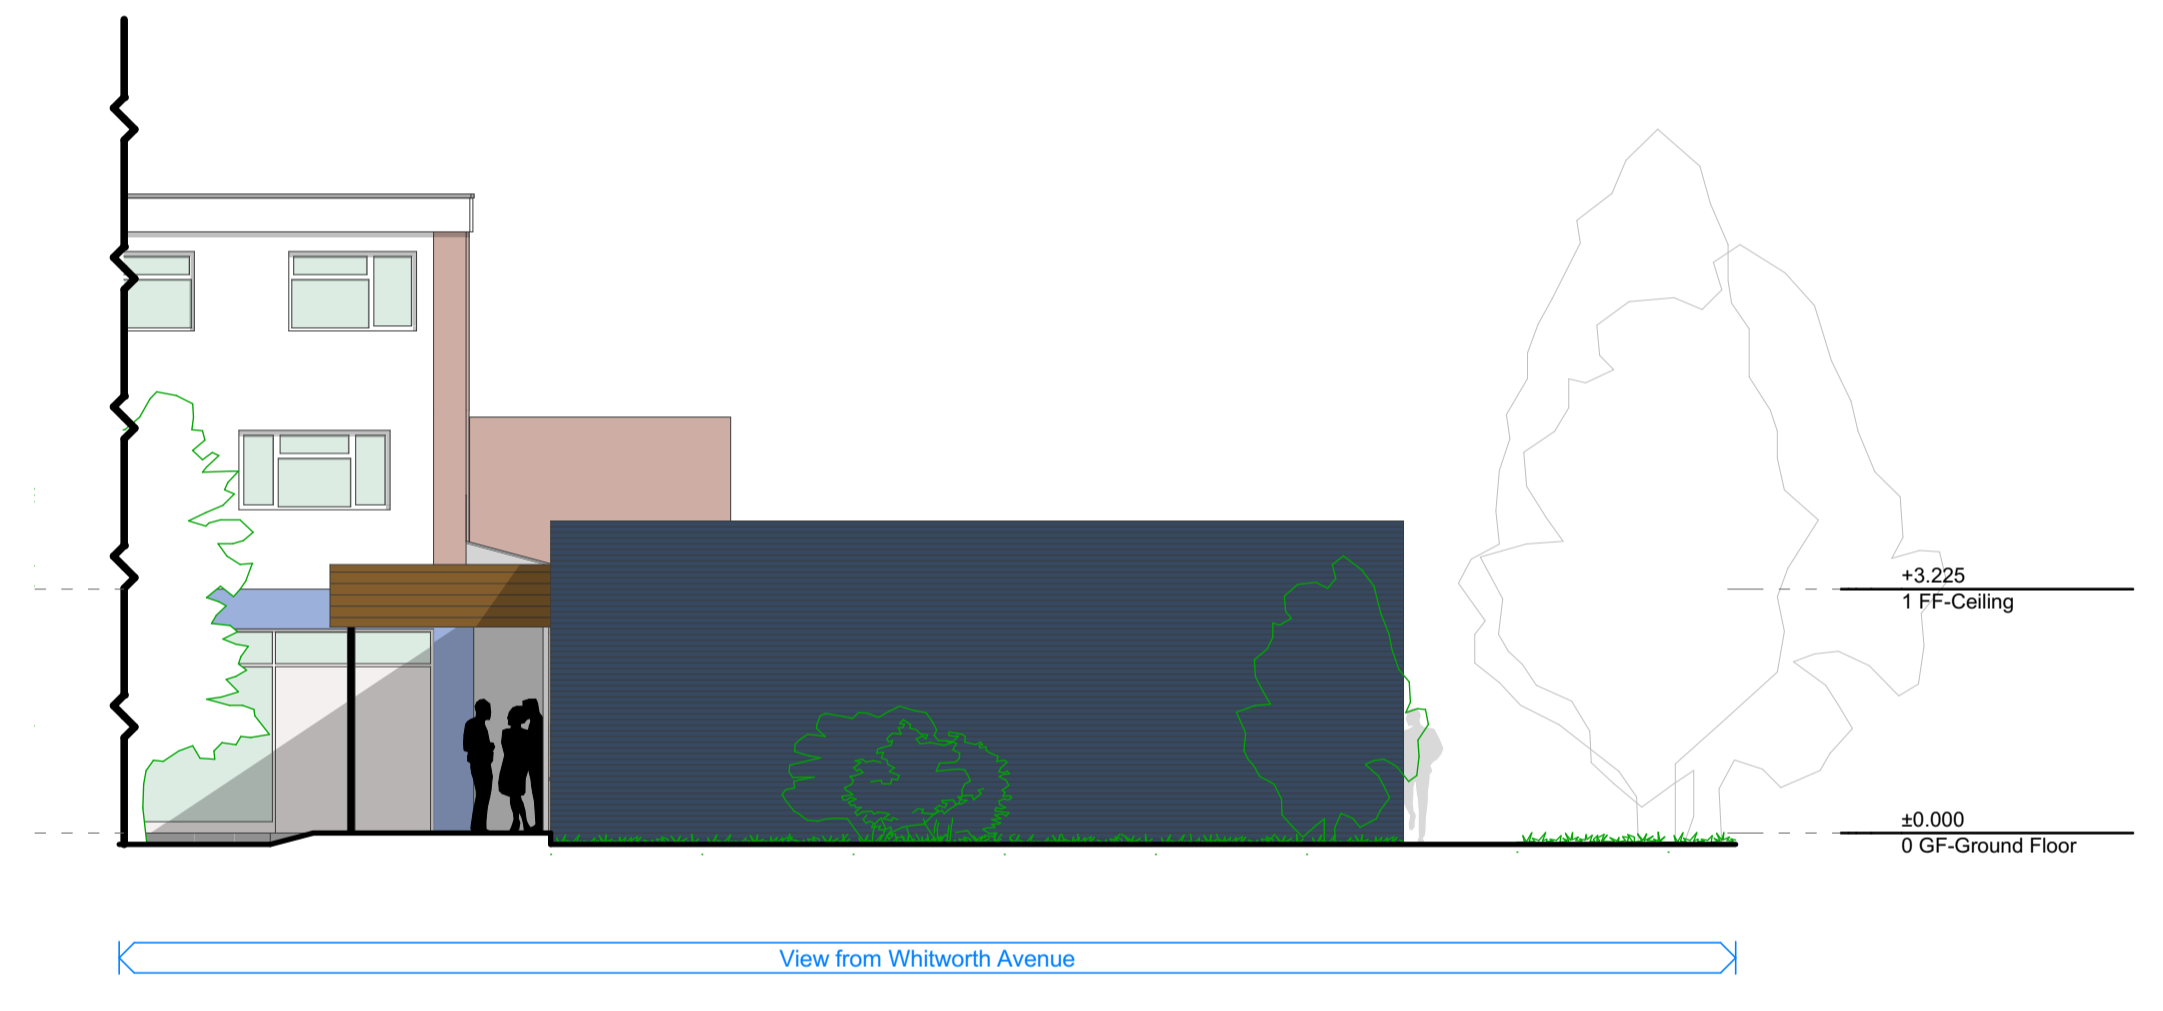 +3.225
1 FF-Ceiling
±0.000
0 GF-Ground Floor
View from Whitworth Avenue